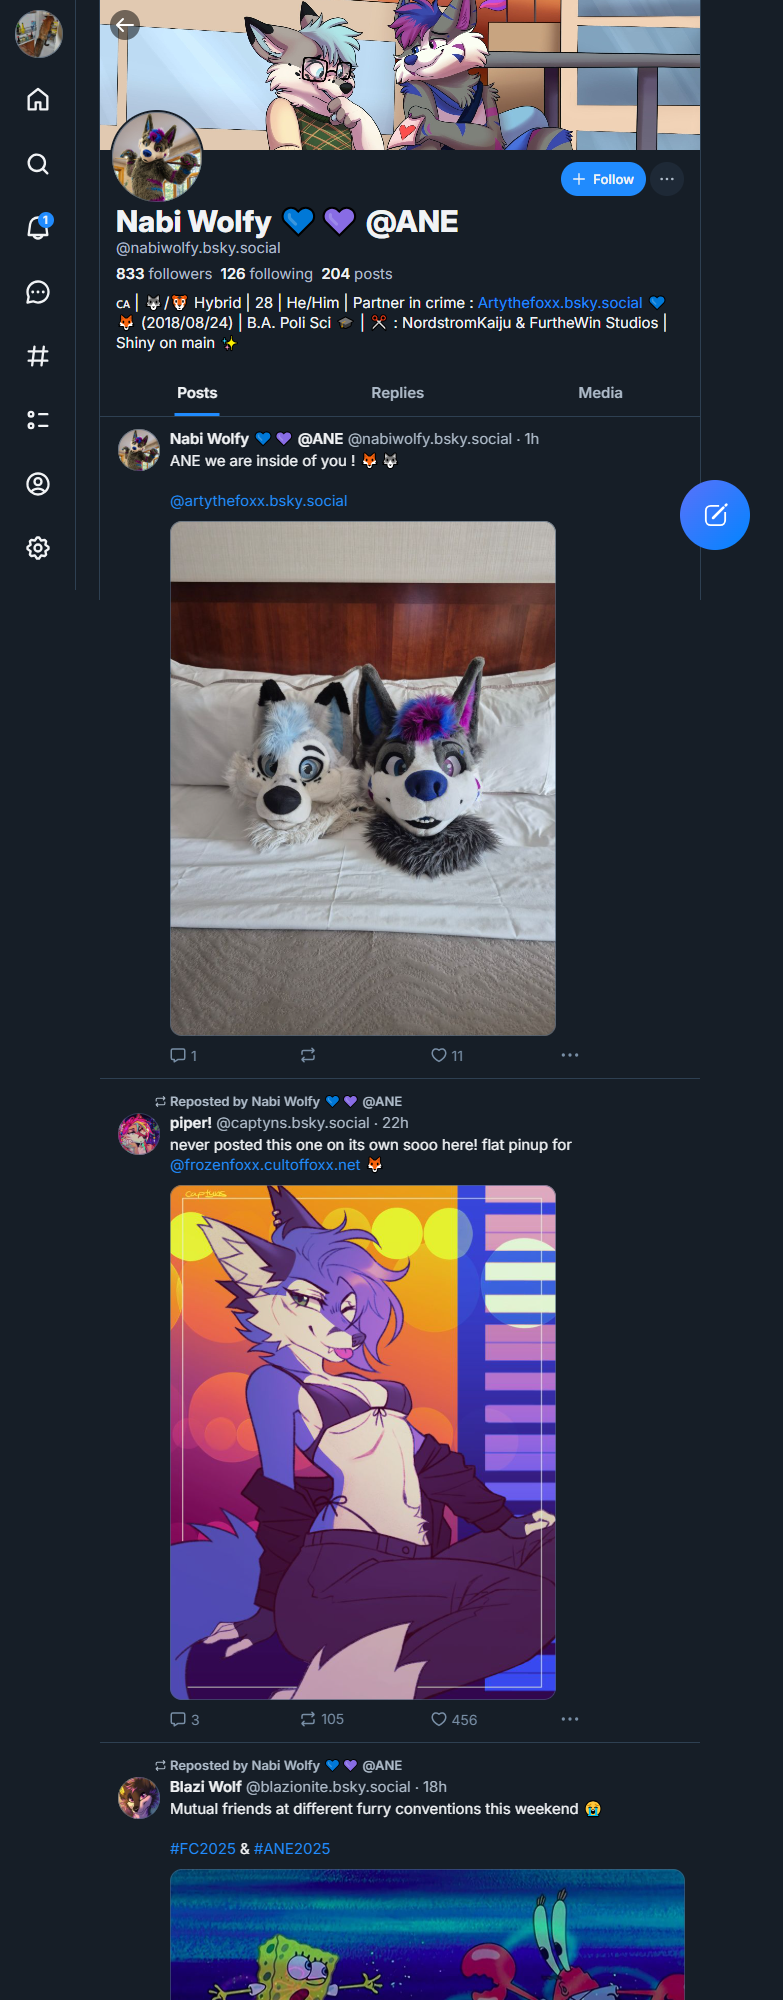 1
+ Follow
Nabi Wolfy 💙 💜 @ANE
@nabiwolfy.bsky.social
833 followers 126 following 204 posts
CA | 🐺/🦊 Hybrid | 28 | He/Him | Partner in crime : Artythefoxx.bsky.social 💙
🦊 (2018/08/24) | B.A. Poli Sci 🎓 | ✂️ : NordstromKaiju & FurtheWin Studios |
Shiny on main ✨
Posts Replies Media
Nabi Wolfy 💙 💜 @ANE @nabiwolfy.bsky.social · 1h
ANE we are inside of you ! 🦊 🐺
@artythefoxx.bsky.social
1 11
Reposted by Nabi Wolfy 💙 💜 @ANE
piper! @captyns.bsky.social · 22h
never posted this one on its own sooo here! flat pinup for
@frozenfoxx.cultoffoxx.net 🦊
captyns
3 105 456
Reposted by Nabi Wolfy 💙 💜 @ANE
Blazi Wolf @blazionite.bsky.social · 18h
Mutual friends at different furry conventions this weekend 😭
#FC2025 & #ANE2025